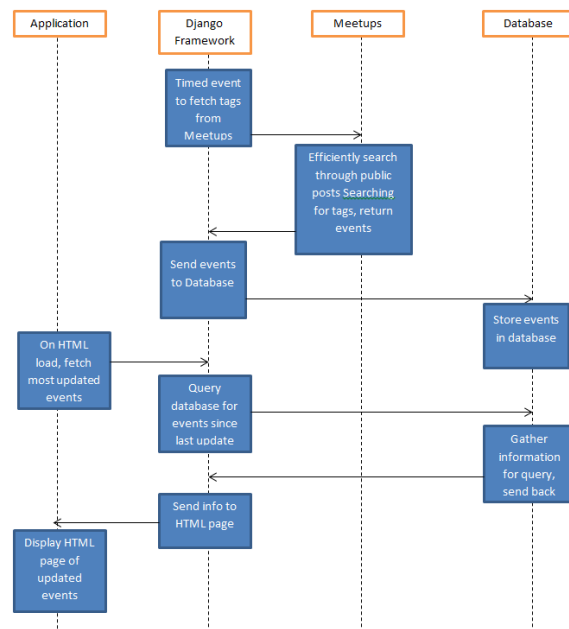 Application
Django
Framework
Meetups
Database
Timed event
to fetch tags
from
Meetups
Efficiently search
through public
posts Searching
for tags, return
events
Send events
to Database
Store events
in database
On HTML
load, fetch
most updated
events
Query
database for
events since
last update
Gather
information
for query,
send back
Send info to
HTML page
Display HTML
page of
updated
events